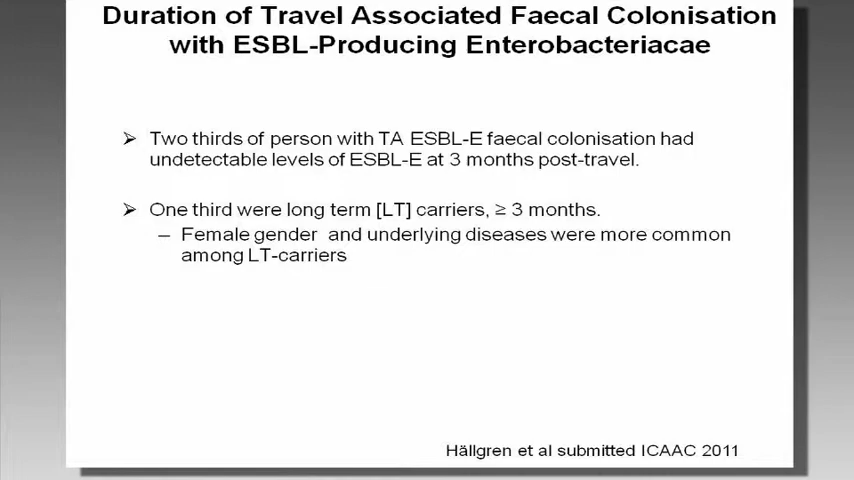 Duration of Travel Associated Faecal Colonisation
with ESBL-Producing Enterobacteriacae
➢ Two thirds of person with TA ESBL-E faecal colonisation had
undetectable levels of ESBL-E at 3 months post-travel.
➢ One third were long term [LT] carriers, ≥ 3 months.
– Female gender and underlying diseases were more common
among LT-carriers
Hällgren et al submitted ICAAC 2011